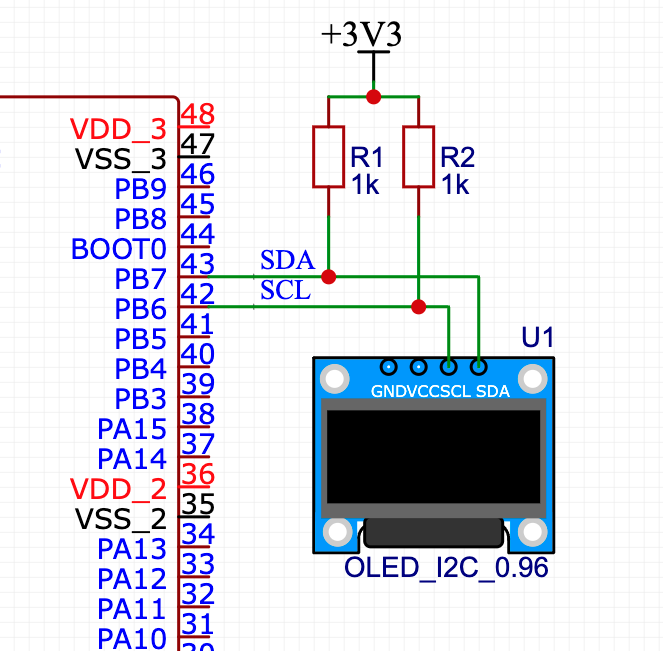 +3V3
48
VDD_3
47
VSS_3
46
PB9
45
PB8
44
BOOT0
43
PB7
42
PB6
41
PB5
40
PB4
39
PB3
38
PA15
37
PA14
36
VDD_2
35
VSS_2
34
PA13
33
PA12
32
PA11
31
PA10
30
R1
1k
R2
1k
SDA
SCL
U1
GNDVCCSCL SDA
OLED_I2C_0.96